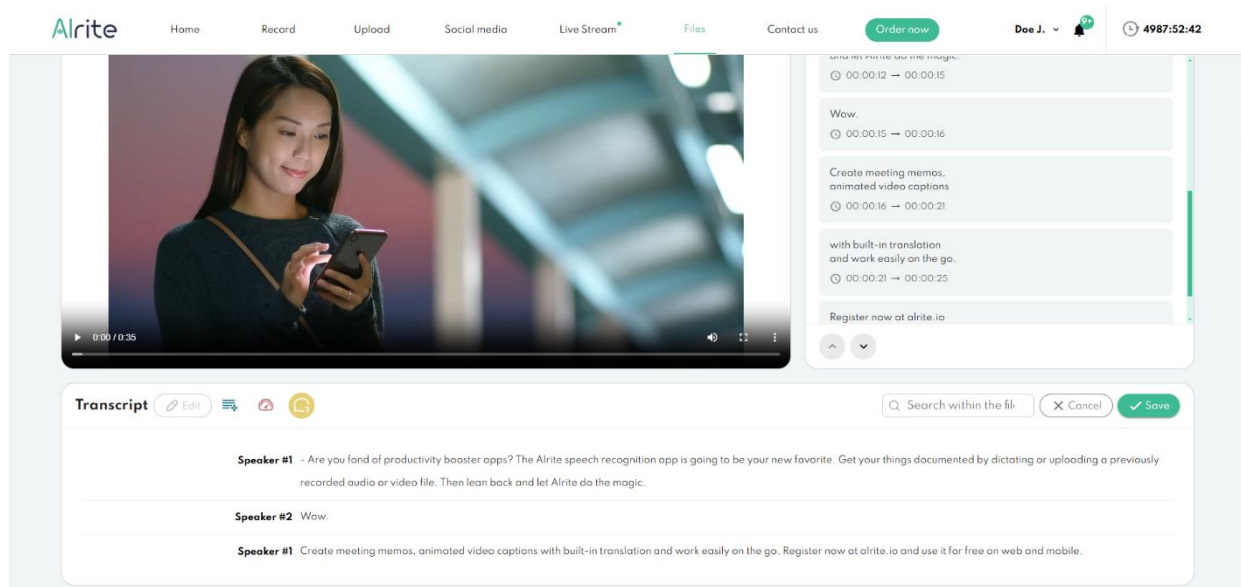 Alrite
Home
Record
Upload
Social media
Live Stream
Files
Contact us
Order now
Doe J.
9+
4987:52:42
and let Alrite do the magic.
00:00:12 → 00:00:15
Wow.
00:00:15 → 00:00:16
Create meeting memos,
animated video captions
00:00:16 → 00:00:21
with built-in translation
and work easily on the go.
00:00:21 → 00:00:25
Register now at alrite.io
0:00 / 0:35
Transcript
Edit
Search within the fil
Cancel
Save
Speaker #1 - Are you fond of productivity booster apps? The Alrite speech recognition app is going to be your new favorite. Get your things documented by dictating or uploading a previously
recorded audio or video file. Then lean back and let Alrite do the magic.
Speaker #2 Wow.
Speaker #1 Create meeting memos, animated video captions with built-in translation and work easily on the go. Register now at alrite.io and use it for free on web and mobile.